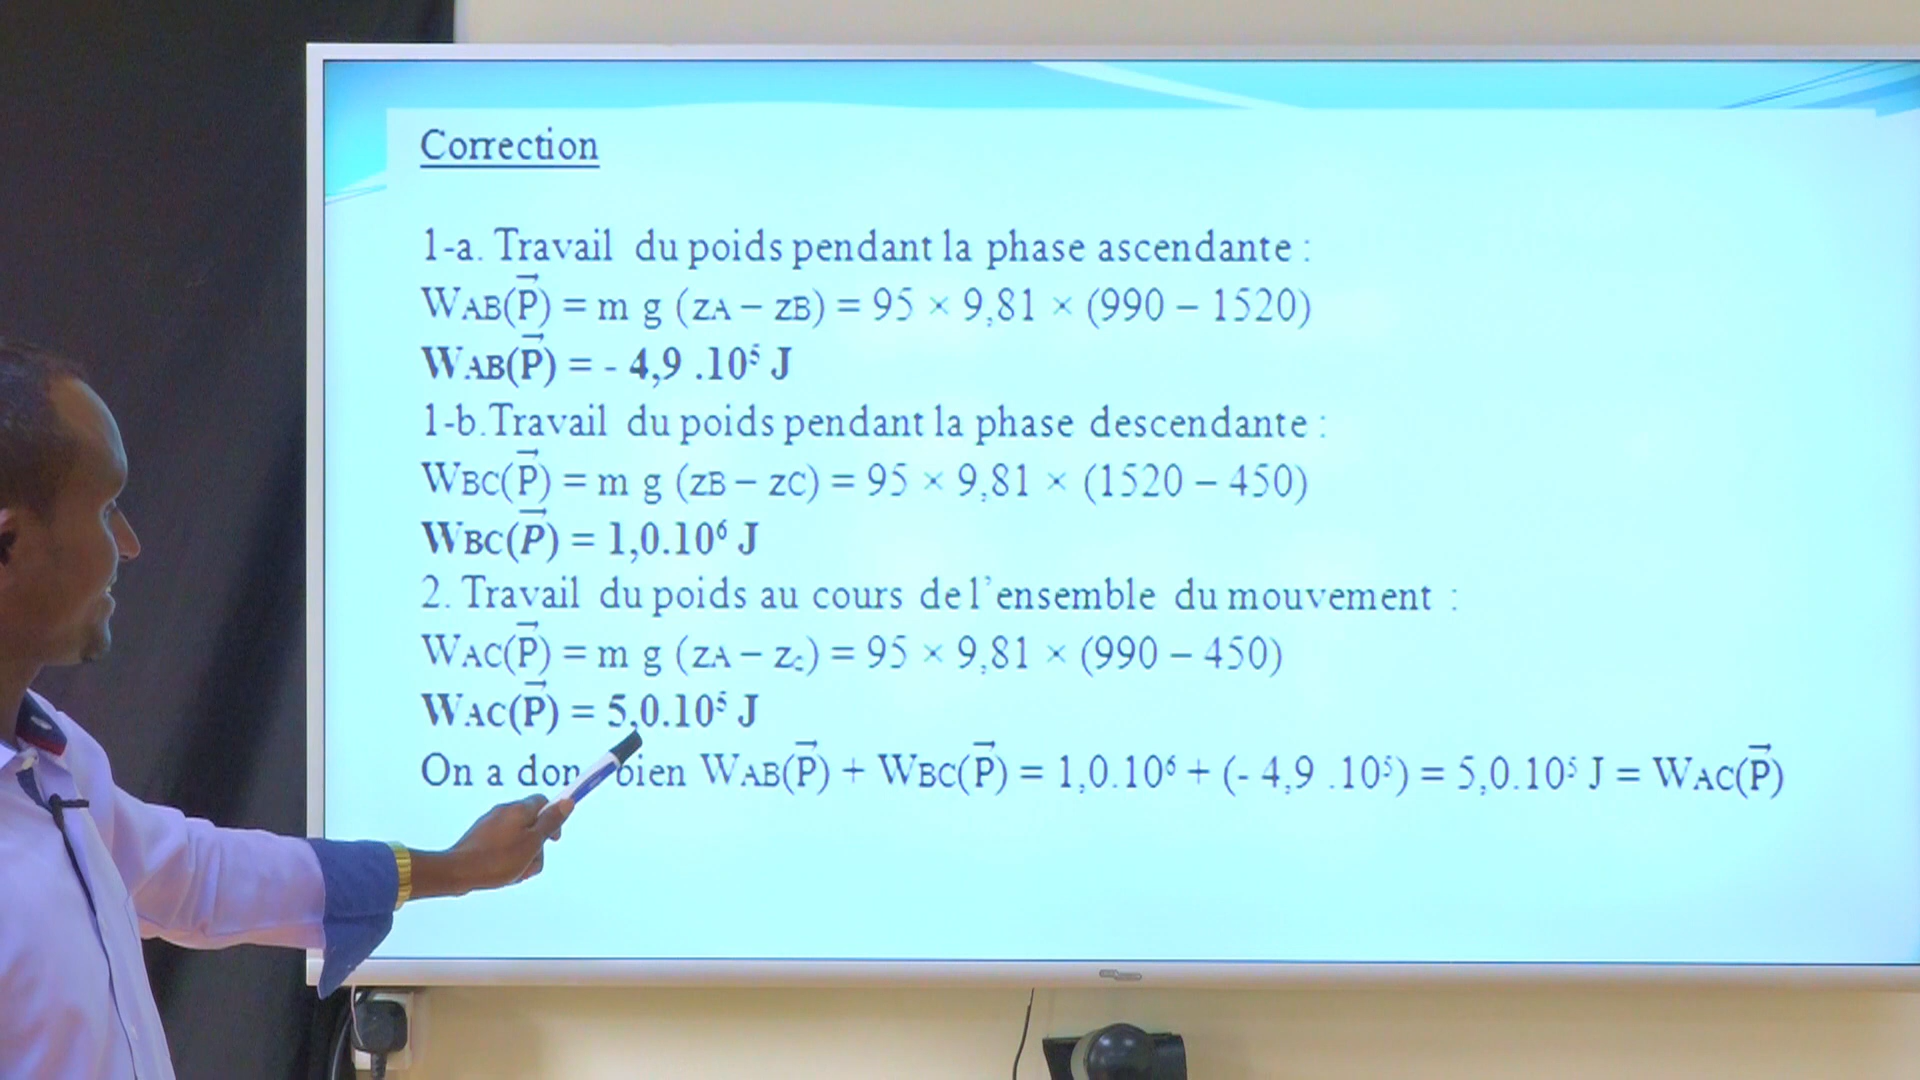 Correction
1-a. Travail du poids pendant la phase ascendante :
WAB(P⃗) = m g (zA – zB) = 95 × 9,81 × (990 – 1520)
WAB(P⃗) = - 4,9 .10⁵ J
1-b.Travail du poids pendant la phase descendante :
WBC(P⃗) = m g (zB – zC) = 95 × 9,81 × (1520 – 450)
WBC(P⃗) = 1,0.10⁶ J
2. Travail du poids au cours de l'ensemble du mouvement :
WAC(P⃗) = m g (zA – zc) = 95 × 9,81 × (990 – 450)
WAC(P⃗) = 5,0.10⁵ J
On a bien WAB(P⃗) + WBC(P⃗) = 1,0.10⁶ + (- 4,9 .10⁵) = 5,0.10⁵ J = WAC(P⃗)